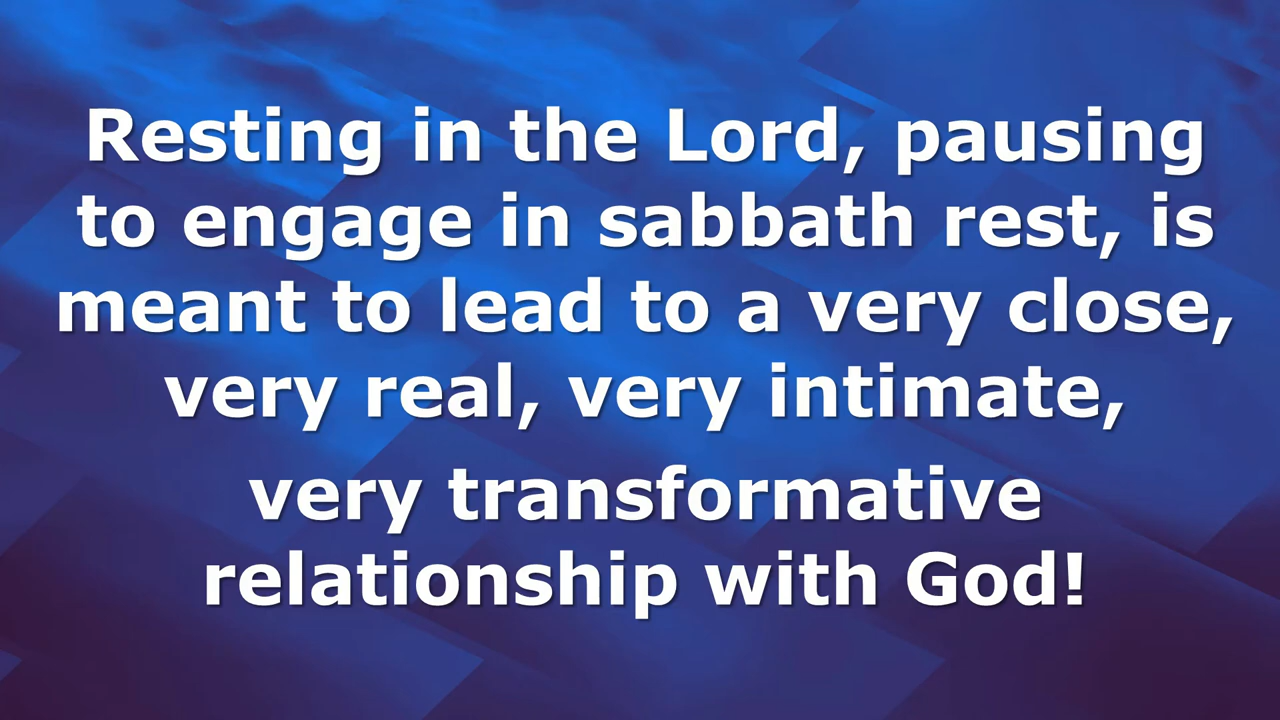 Resting in the Lord, pausing
to engage in sabbath rest, is
meant to lead to a very close,
very real, very intimate,
very transformative
relationship with God!